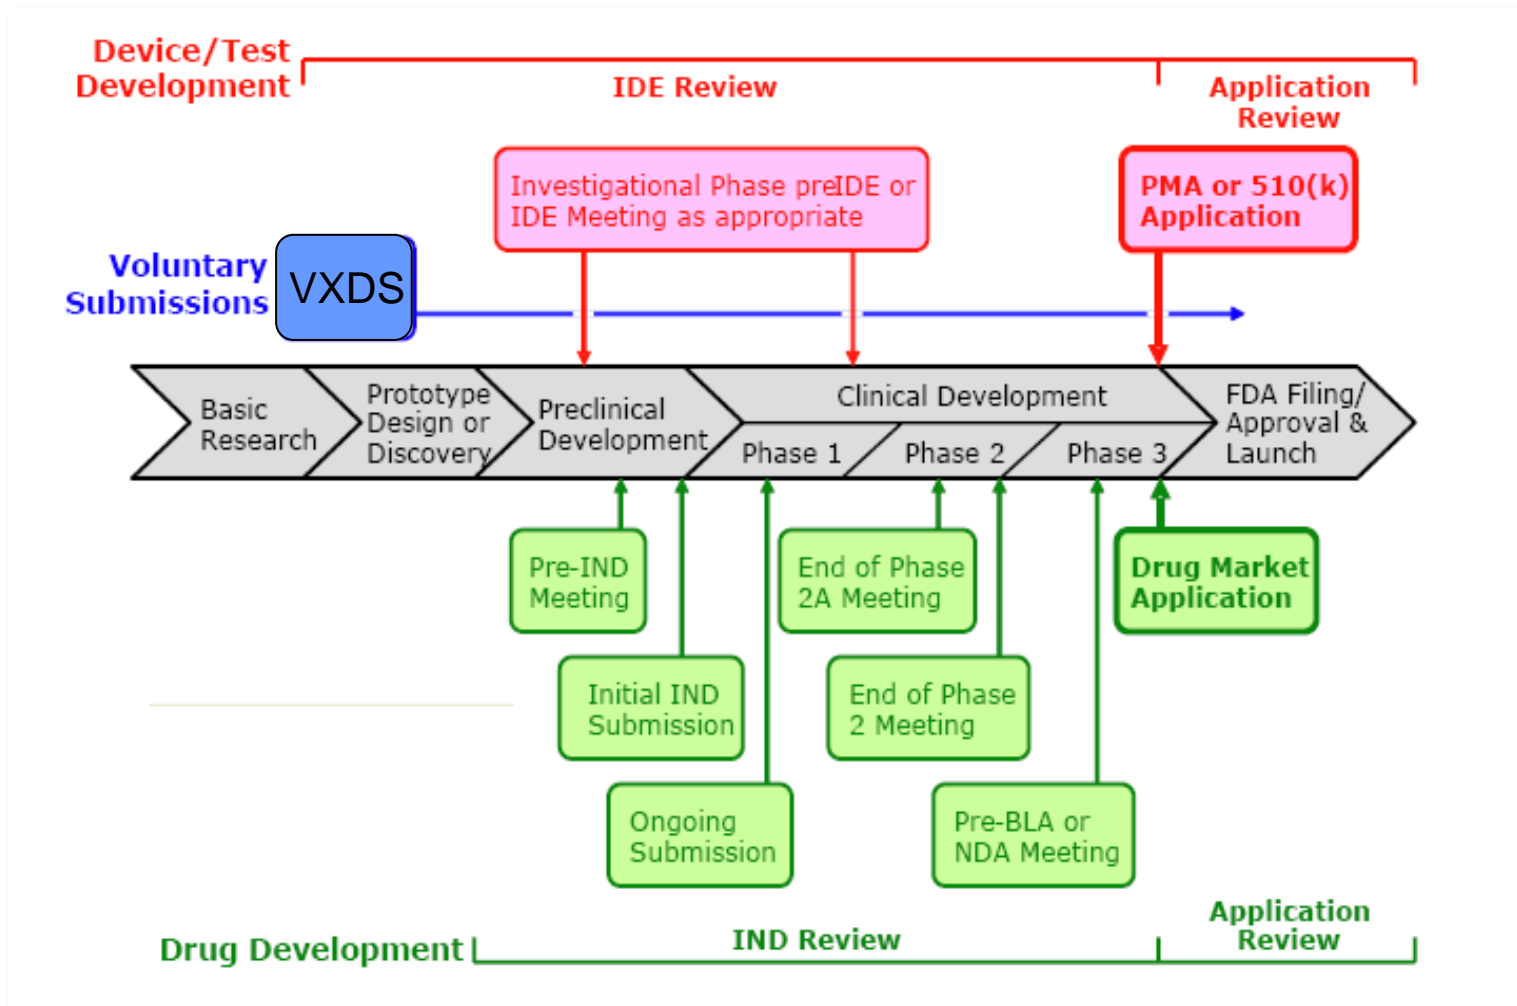 Device/Test
Development
IDE Review
Application
Review
Investigational Phase preIDE or
IDE Meeting as appropriate
PMA or 510(k)
Application
Voluntary
Submissions
VXDS
Basic
Research
Prototype
Design or
Discovery
Preclinical
Development
Clinical Development
Phase 1
Phase 2
Phase 3
FDA Filing/
Approval &
Launch
Pre-IND
Meeting
End of Phase
2A Meeting
Drug Market
Application
Initial IND
Submission
End of Phase
2 Meeting
Ongoing
Submission
Pre-BLA or
NDA Meeting
Drug Development
IND Review
Application
Review